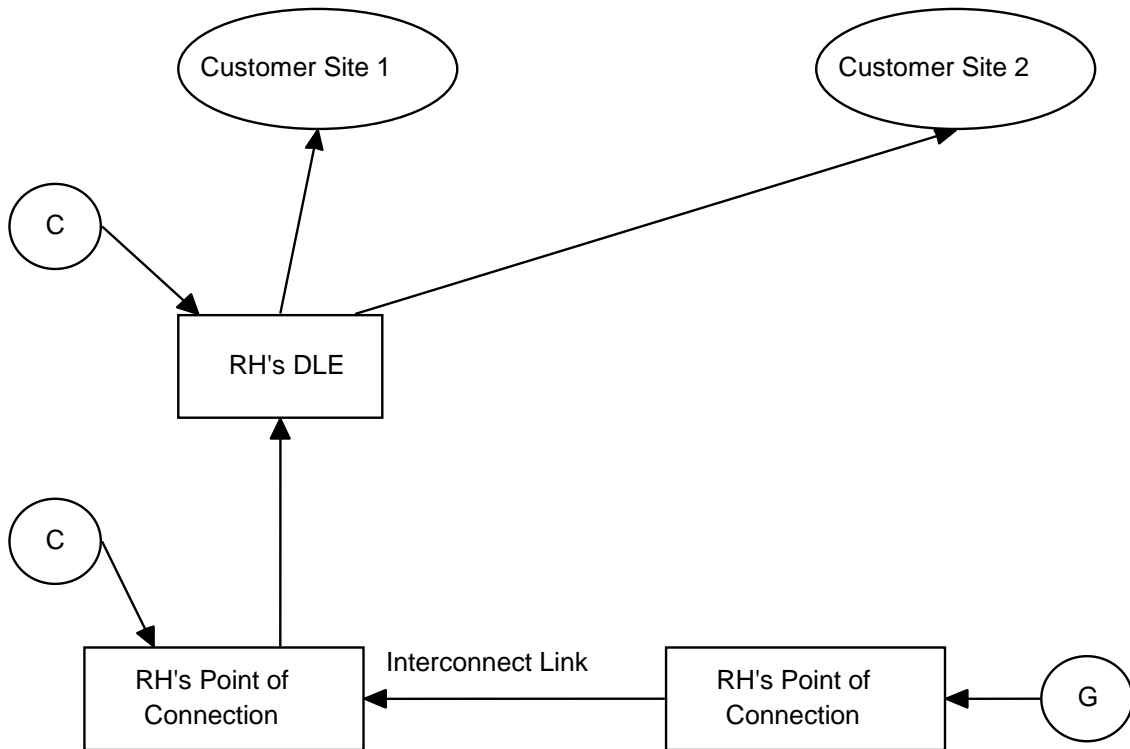 Customer Site 1
Customer Site 2
C
RH's DLE
C
Interconnect Link
RH's Point of
Connection
RH's Point of
Connection
G